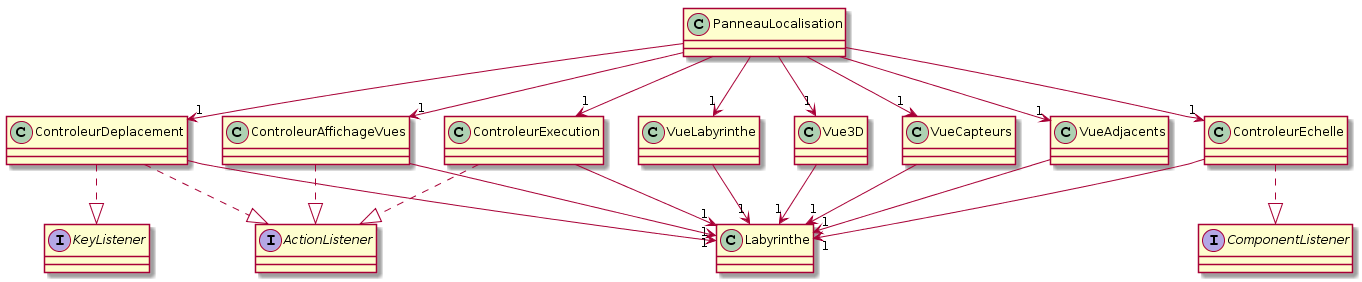 C PanneauLocalisation
1 1 1 1 1 1 1 1
C ControleurDeplacement C ControleurAffichageVues C ControleurExecution C VueLabyrinthe C Vue3D C VueCapteurs C VueAdjacents C ControleurEchelle
1 1 1 1 1 1 1 1
I KeyListener I ActionListener C Labyrinthe I ComponentListener